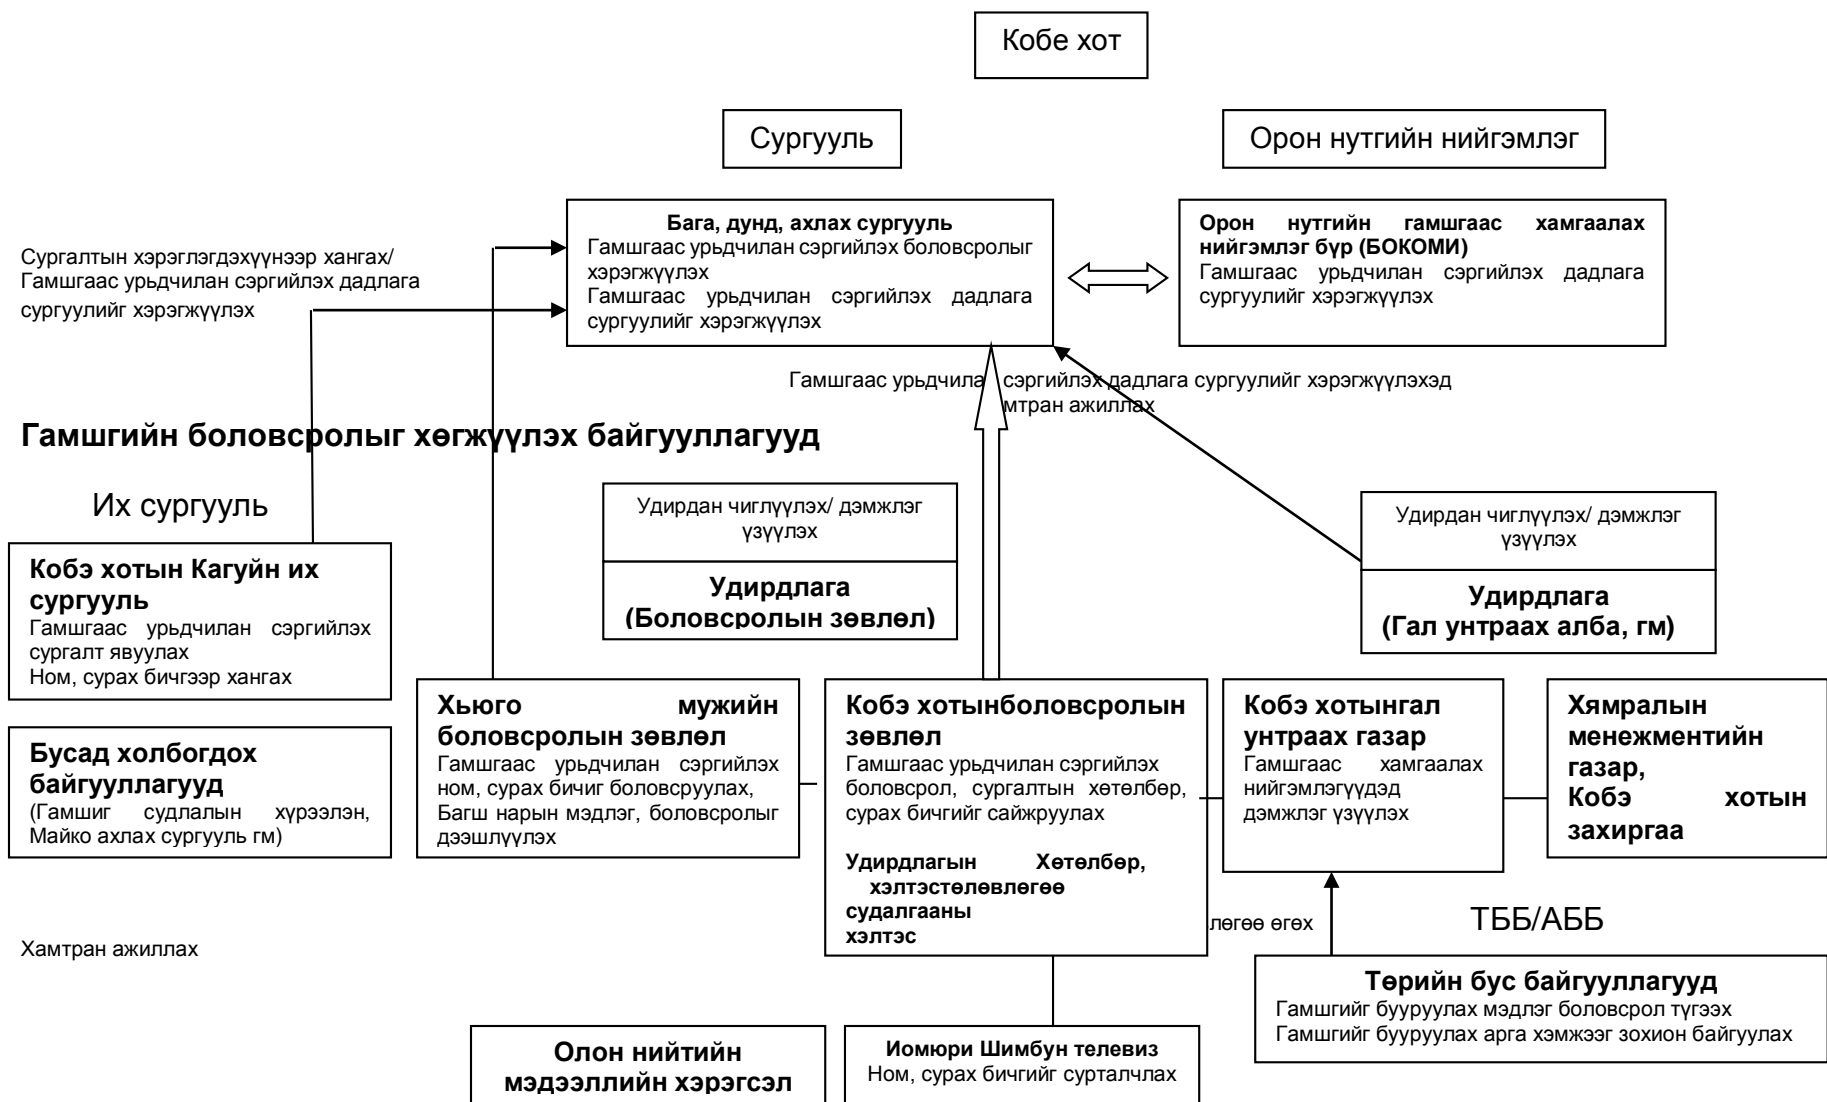 Кобе хот
Сургууль
Орон нутгийн нийгэмлэг
Сургалтын хэрэглэгдэхүүнээр хангах/
Гамшгаас урьдчилан сэргийлэх дадлага
сургуулийг хэрэгжүүлэх
Бага, дунд, ахлах сургууль
Гамшгаас урьдчилан сэргийлэх боловсролыг
хэрэгжүүлэх
Гамшгаас урьдчилан сэргийлэх дадлага
сургуулийг хэрэгжүүлэх
Орон нутгийн гамшгаас хамгаалах
нийгэмлэг бүр (БОКОМИ)
Гамшгаас урьдчилан сэргийлэх дадлага
сургуулийг хэрэгжүүлэх
Гамшгаас урьдчила сэргийлэх дадлага сургуулийг хэрэгжүүлэхэд
мтран ажиллах
Гамшгийн боловсролыг хөгжүүлэх байгууллагууд
Их сургууль
Кобэ хотын Кагуйн их
сургууль
Гамшгаас урьдчилан сэргийлэх
сургалт явуулах
Ном, сурах бичгээр хангах
Удирдан чиглүүлэх/ дэмжлэг
үзүүлэх
Удирдлага
(Боловсролын зөвлөл)
Удирдан чиглүүлэх/ дэмжлэг
үзүүлэх
Удирдлага
(Гал унтраах алба, гм)
Бусад холбогдох
байгууллагууд
(Гамшиг судлалын хүрээлэн,
Майко ахлах сургууль гм)
Хьюго мужийн
боловсролын зөвлөл
Гамшгаас урьдчилан сэргийлэх
ном, сурах бичиг боловсруулах,
Багш нарын мэдлэг, боловсролыг
дээшлүүлэх
Кобэ хотынболовсролын
зөвлөл
Гамшгаас урьдчилан сэргийлэх
боловсрол, сургалтын хөтөлбөр,
сурах бичгийг сайжруулах
Удирдлагын Хөтөлбөр,
хэлтэстөлөвлөгөө
судалгааны
хэлтэс
Кобэ хотынгал
унтраах газар
Гамшгаас хамгаалах
нийгэмлэгүүдэд
дэмжлэг үзүүлэх
Хямралын
менежментийн
газар,
Кобэ хотын
захиргаа
Хамтран ажиллах
лөгөө өгөх
ТББ/АББ
Төрийн бус байгууллагууд
Гамшгийг бууруулах мэдлэг боловсрол түгээх
Гамшгийг бууруулах арга хэмжээг зохион байгуулах
Олон нийтийн
мэдээллийн хэрэгсэл
Иомюри Шимбун телевиз
Ном, сурах бичгийг сурталчлах